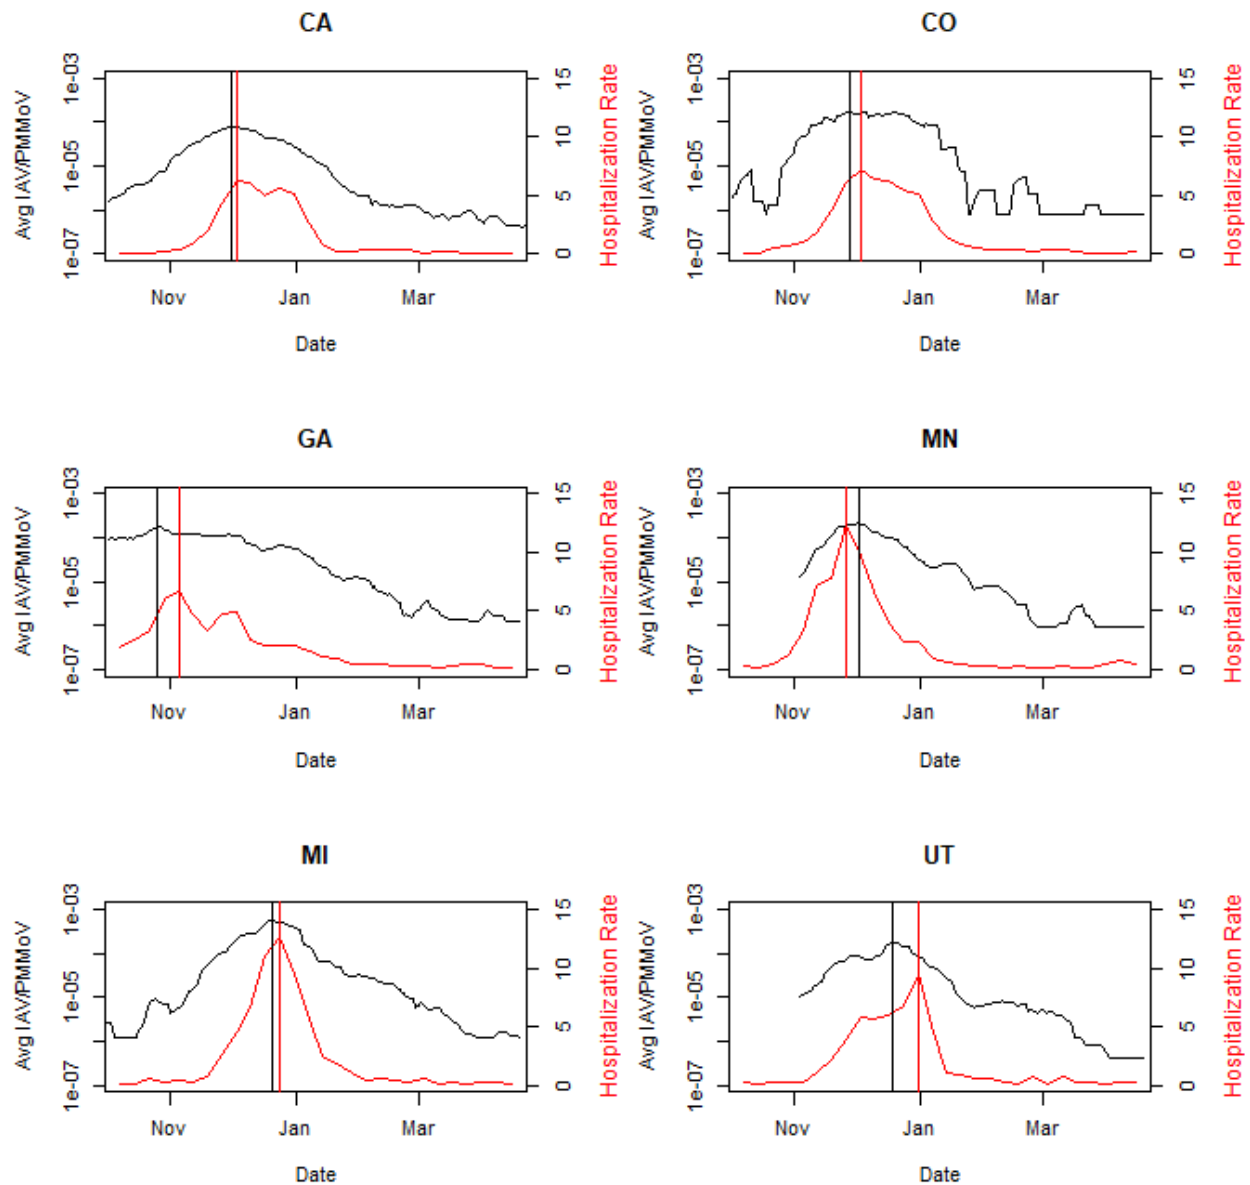 CA
Avg IAV/PMMoV
1e-07 1e-05 1e-03
0 5 10 15
Hospitalization Rate
Nov Jan Mar
Date
CO
Avg IAV/PMMoV
1e-07 1e-05 1e-03
0 5 10 15
Hospitalization Rate
Nov Jan Mar
Date
GA
Avg IAV/PMMoV
1e-07 1e-05 1e-03
0 5 10 15
Hospitalization Rate
Nov Jan Mar
Date
MN
Avg IAV/PMMoV
1e-07 1e-05 1e-03
0 5 10 15
Hospitalization Rate
Nov Jan Mar
Date
MI
Avg IAV/PMMoV
1e-07 1e-05 1e-03
0 5 10 15
Hospitalization Rate
Nov Jan Mar
Date
UT
Avg IAV/PMMoV
1e-07 1e-05 1e-03
0 5 10 15
Hospitalization Rate
Nov Jan Mar
Date